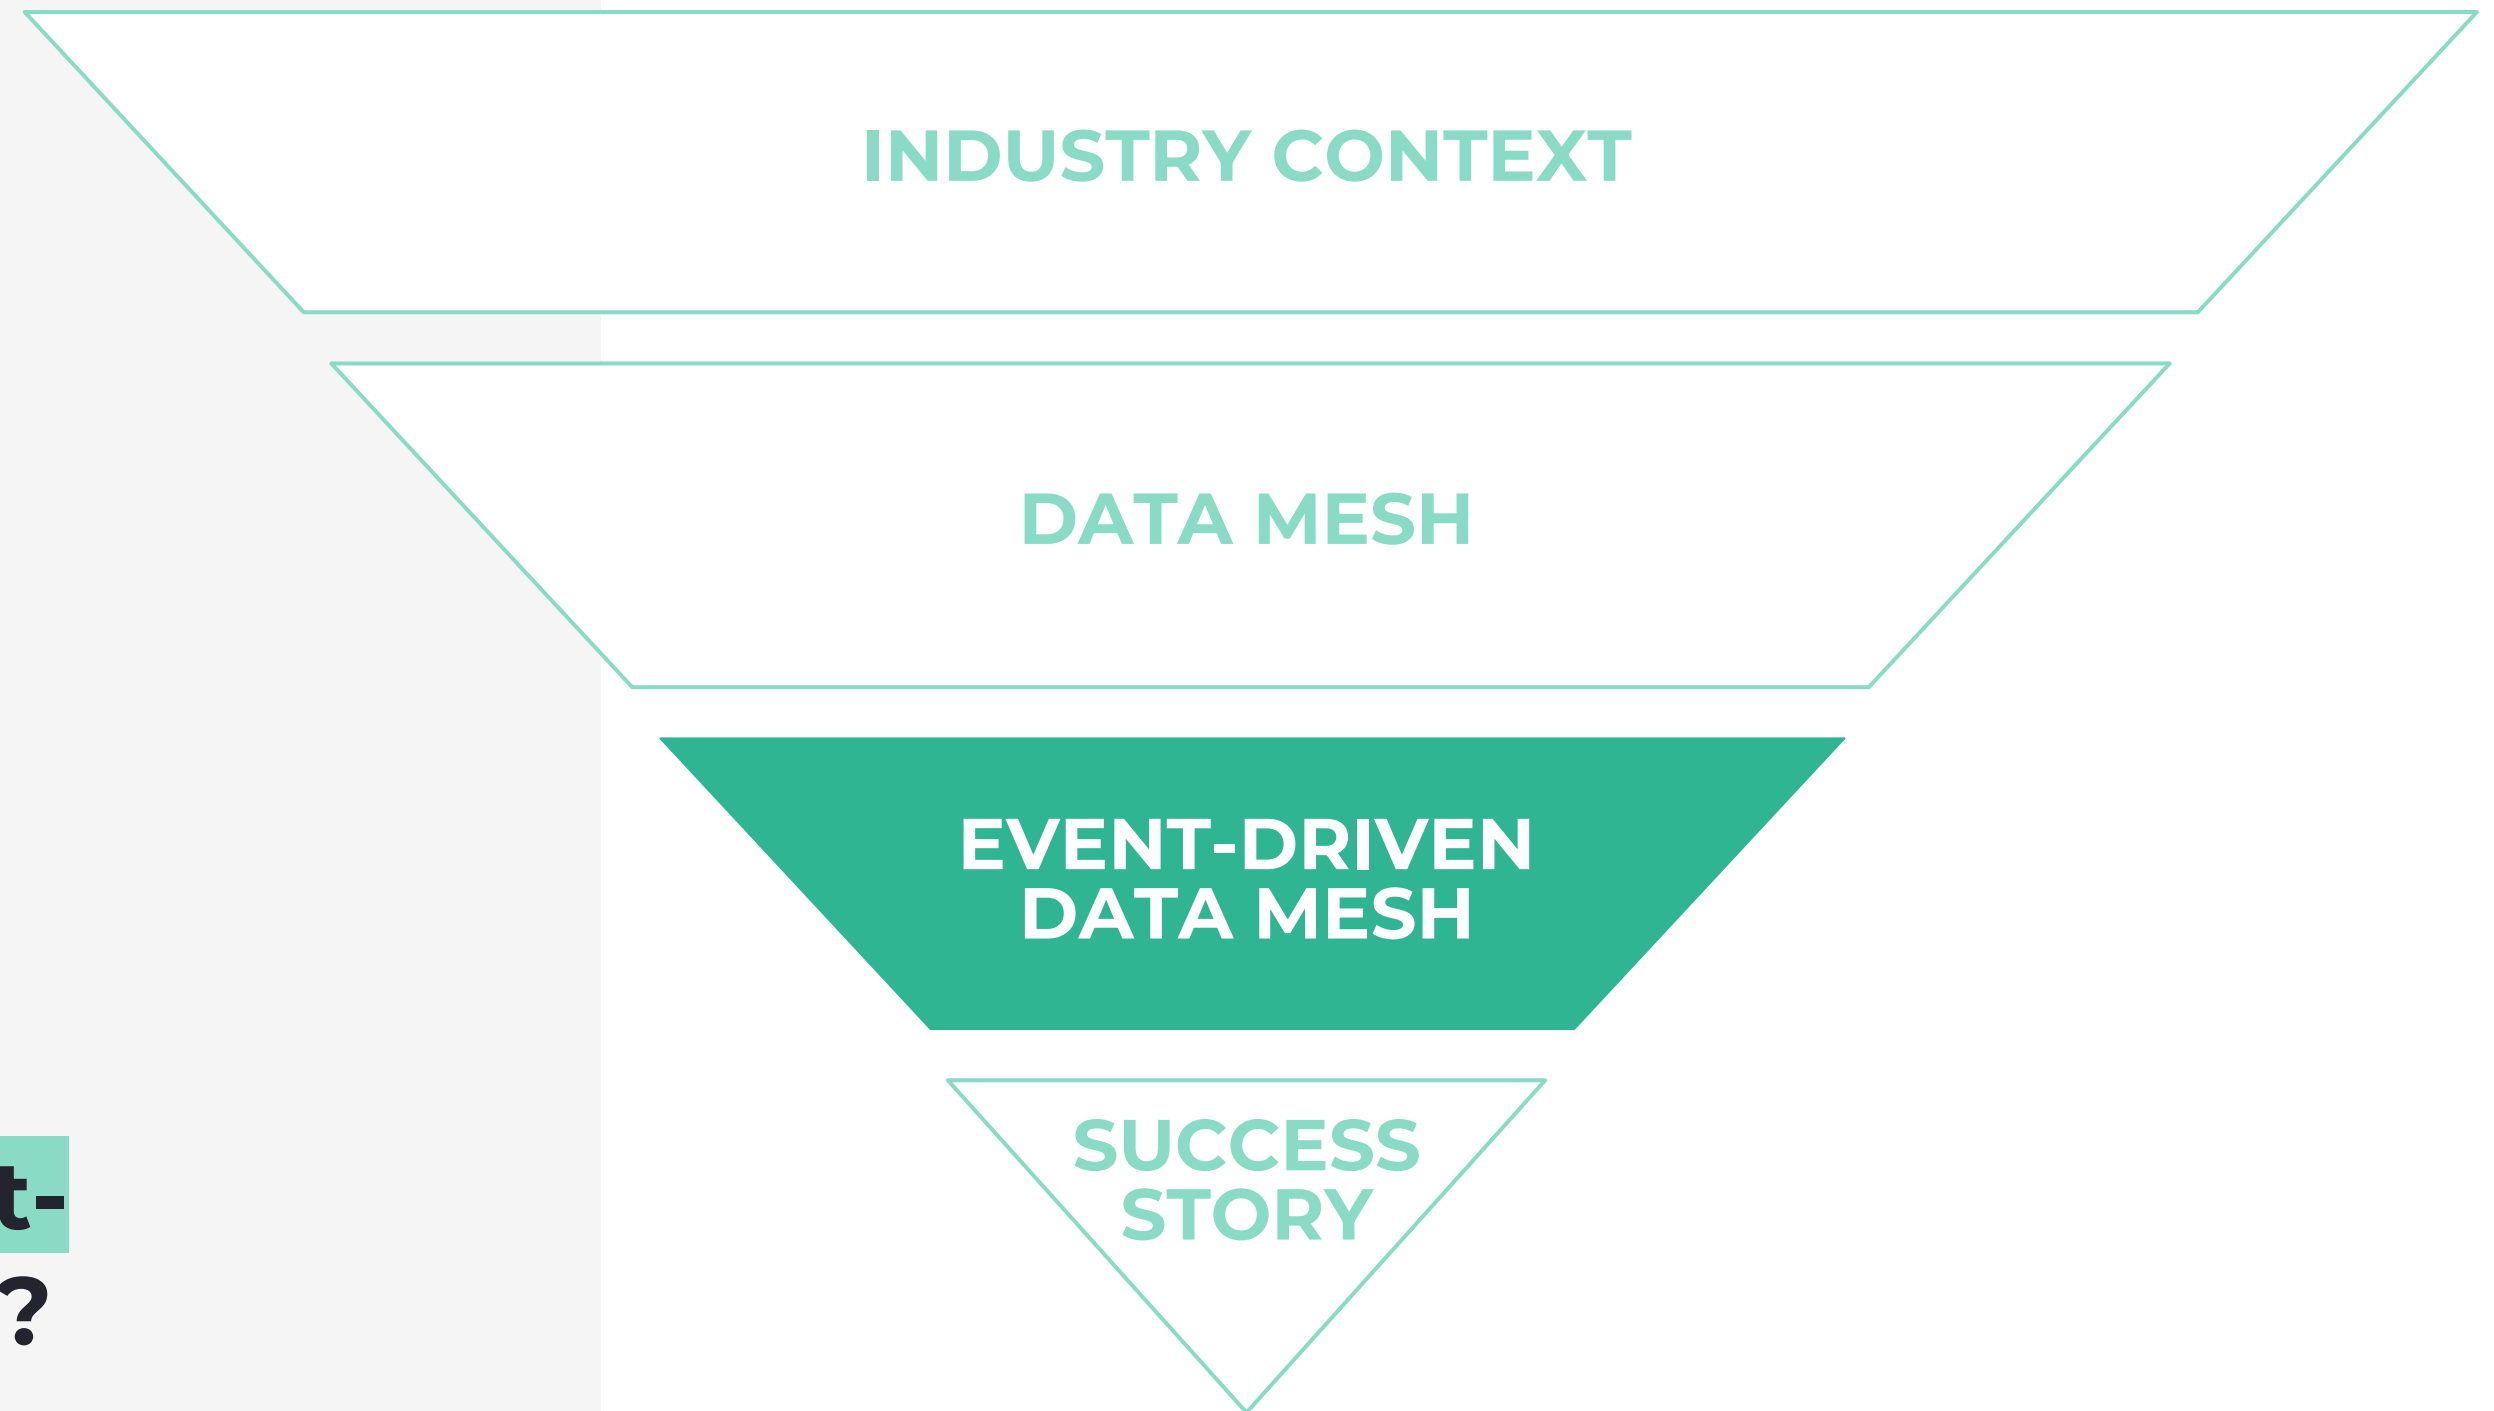 INDUSTRY CONTEXT
DATA MESH
EVENT-DRIVEN
DATA MESH
SUCCESS
STORY
t-
?